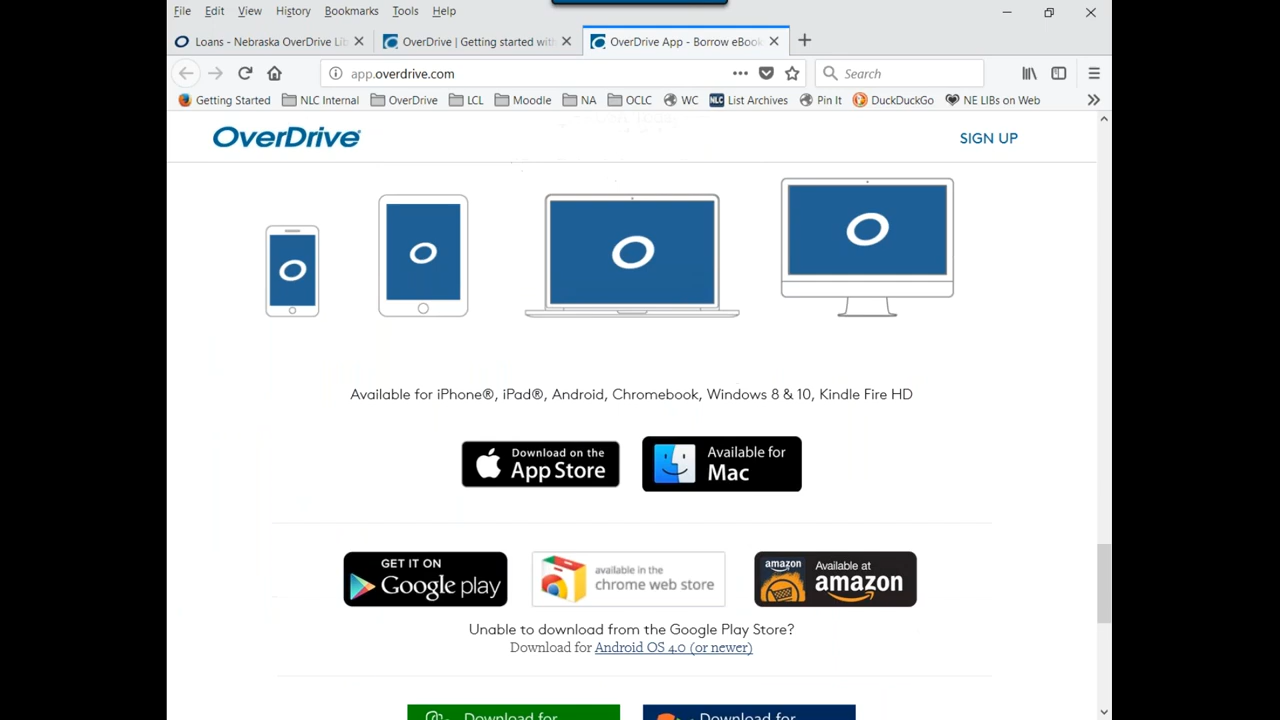 File Edit View History Bookmarks Tools Help
Loans - Nebraska OverDrive Lib
OverDrive | Getting started with
OverDrive App - Borrow eBook
app.overdrive.com
Search
Getting Started NLC Internal OverDrive LCL Moodle NA OCLC WC NLC List Archives Pin It DuckDuckGo NE LIBs on Web
OverDrive
SIGN UP
Available for iPhone®, iPad®, Android, Chromebook, Windows 8 & 10, Kindle Fire HD
Download on the
App Store
Available for
Mac
GET IT ON
Google play
available in the
chrome web store
amazon
Available at
amazon
Unable to download from the Google Play Store?
Download for Android OS 4.0 (or newer)
Download for
Download for